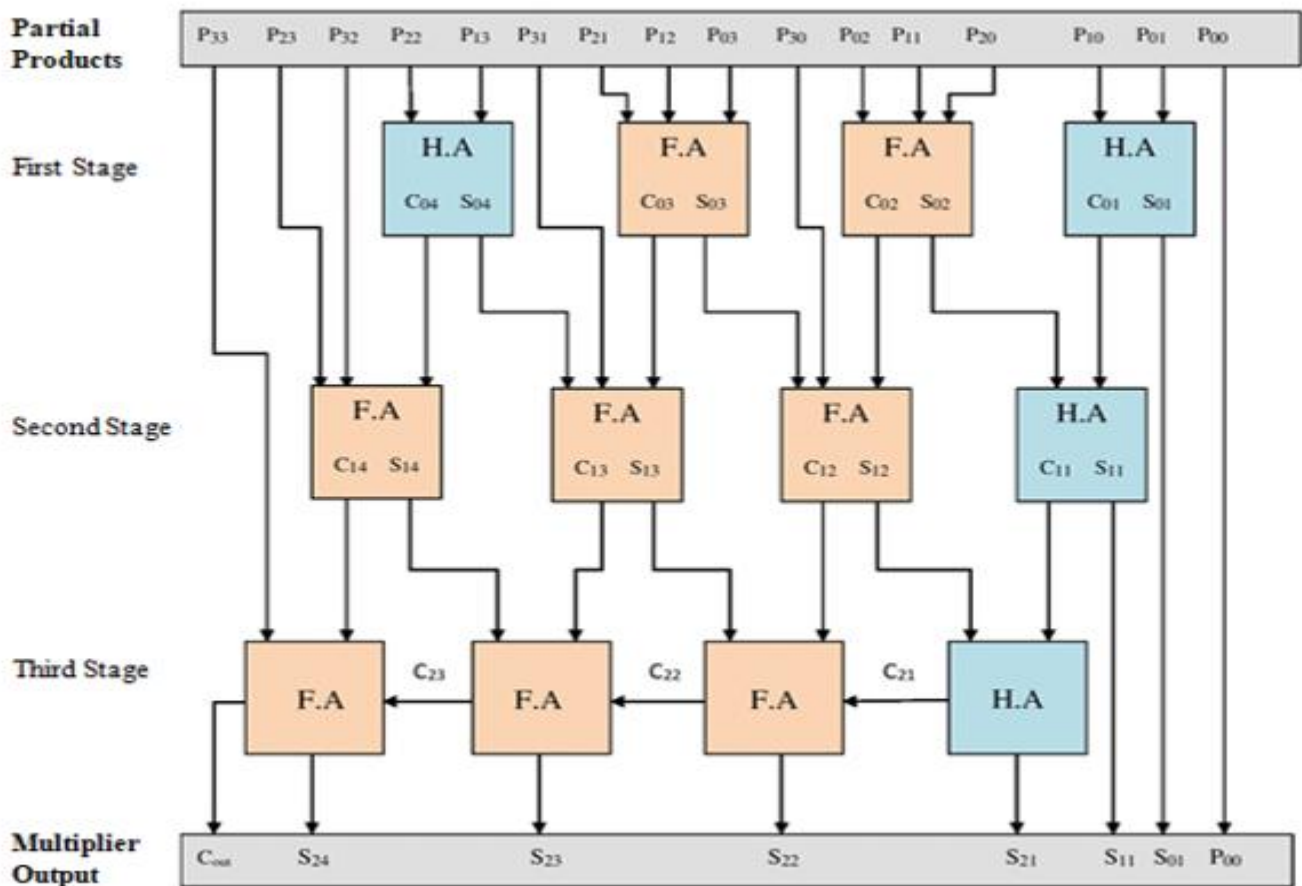 Partial Products
P₃₃ P₂₃ P₃₂ P₂₂ P₁₃ P₃₁ P₂₁ P₁₂ P₀₃ P₃₀ P₀₂ P₁₁ P₂₀ P₁₀ P₀₁ P₀₀
First Stage
H.A F.A F.A H.A
C₀₄ S₀₄ C₀₃ S₀₃ C₀₂ S₀₂ C₀₁ S₀₁
Second Stage
F.A F.A F.A H.A
C₁₄ S₁₄ C₁₃ S₁₃ C₁₂ S₁₂ C₁₁ S₁₁
Third Stage
C₂₃ C₂₂ C₂₁
F.A F.A F.A H.A
Multiplier Output
Cₒᵤₜ S₂₄ S₂₃ S₂₂ S₂₁ S₁₁ S₀₁ P₀₀